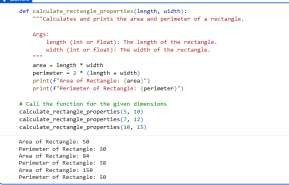 def calculate_rectangle_properties(length, width):
"""Calculates and prints the area and perimeter of a rectangle.
Args:
length (int or float): The length of the rectangle.
width (int or float): The width of the rectangle.
"""
area = length * width
perimeter = 2 * (length + width)
print(f"Area of Rectangle: {area}")
print(f"Perimeter of Rectangle: {perimeter}")
# Call the function for the given dimensions
calculate_rectangle_properties(5, 10)
calculate_rectangle_properties(7, 12)
calculate_rectangle_properties(10, 15)
Area of Rectangle: 50
Perimeter of Rectangle: 30
Area of Rectangle: 84
Perimeter of Rectangle: 38
Area of Rectangle: 150
Perimeter of Rectangle: 50